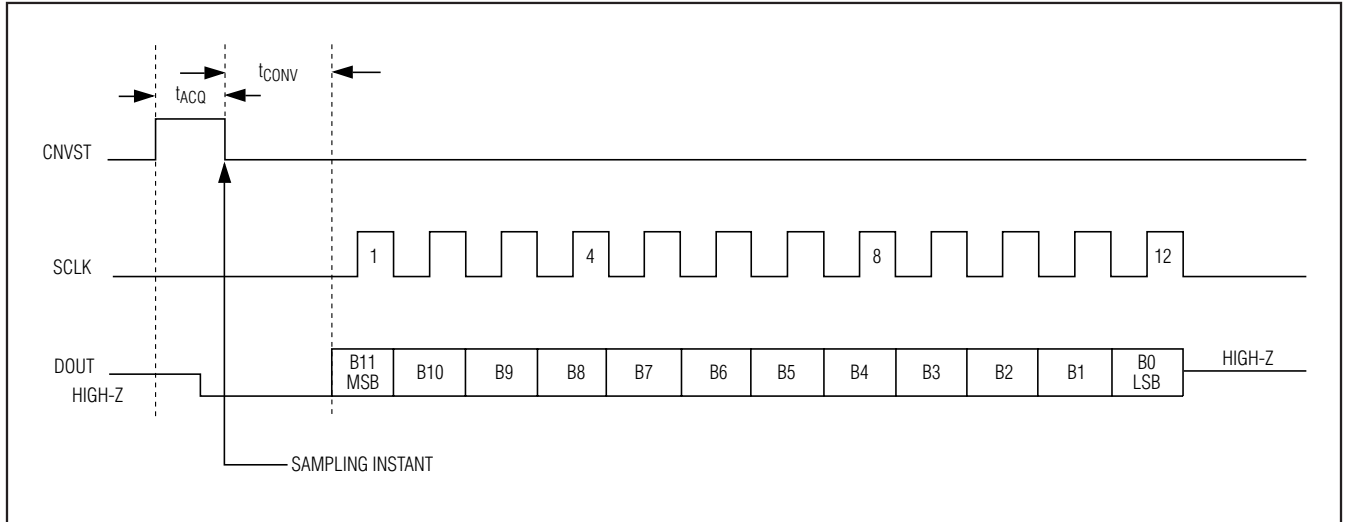 tCONV
tACQ
CNVST
SCLK
1
4
8
12
DOUT
HIGH-Z
B11
MSB
B10
B9
B8
B7
B6
B5
B4
B3
B2
B1
B0
LSB
HIGH-Z
SAMPLING INSTANT